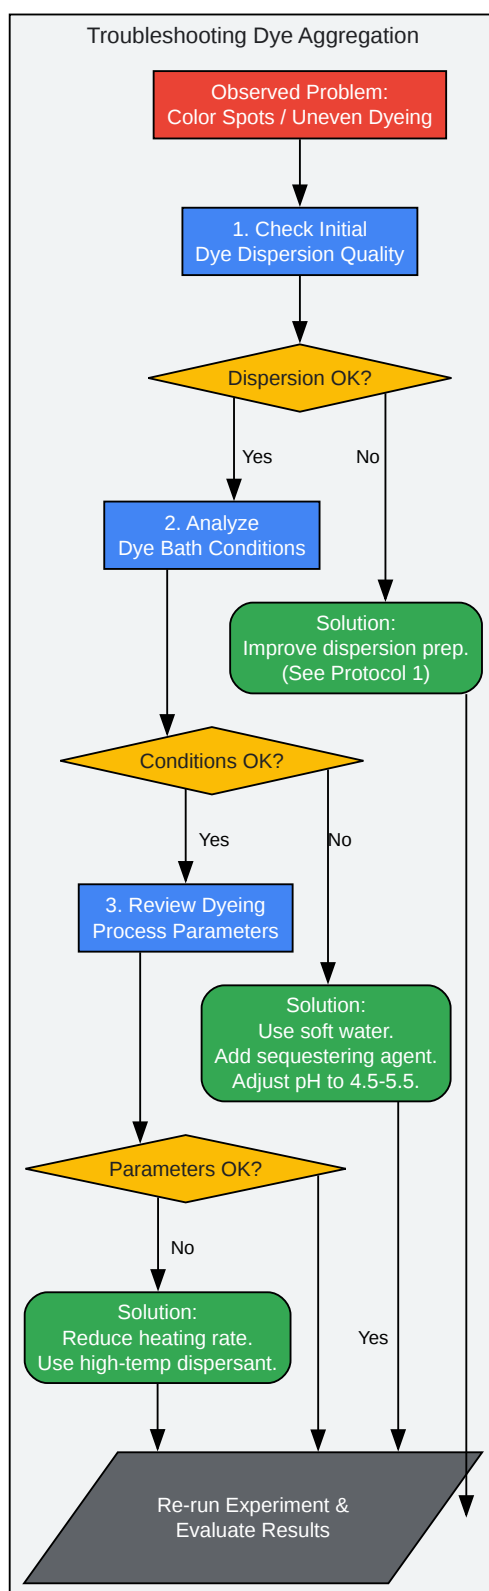 Troubleshooting Dye Aggregation
Observed Problem:
Color Spots / Uneven Dyeing
1. Check Initial
Dye Dispersion Quality
Dispersion OK?
Yes
No
2. Analyze
Dye Bath Conditions
Solution:
Improve dispersion prep.
(See Protocol 1)
Conditions OK?
Yes
No
3. Review Dyeing
Process Parameters
Solution:
Use soft water.
Add sequestering agent.
Adjust pH to 4.5-5.5.
Parameters OK?
No
Solution:
Reduce heating rate.
Use high-temp dispersant.
Yes
Re-run Experiment &
Evaluate Results